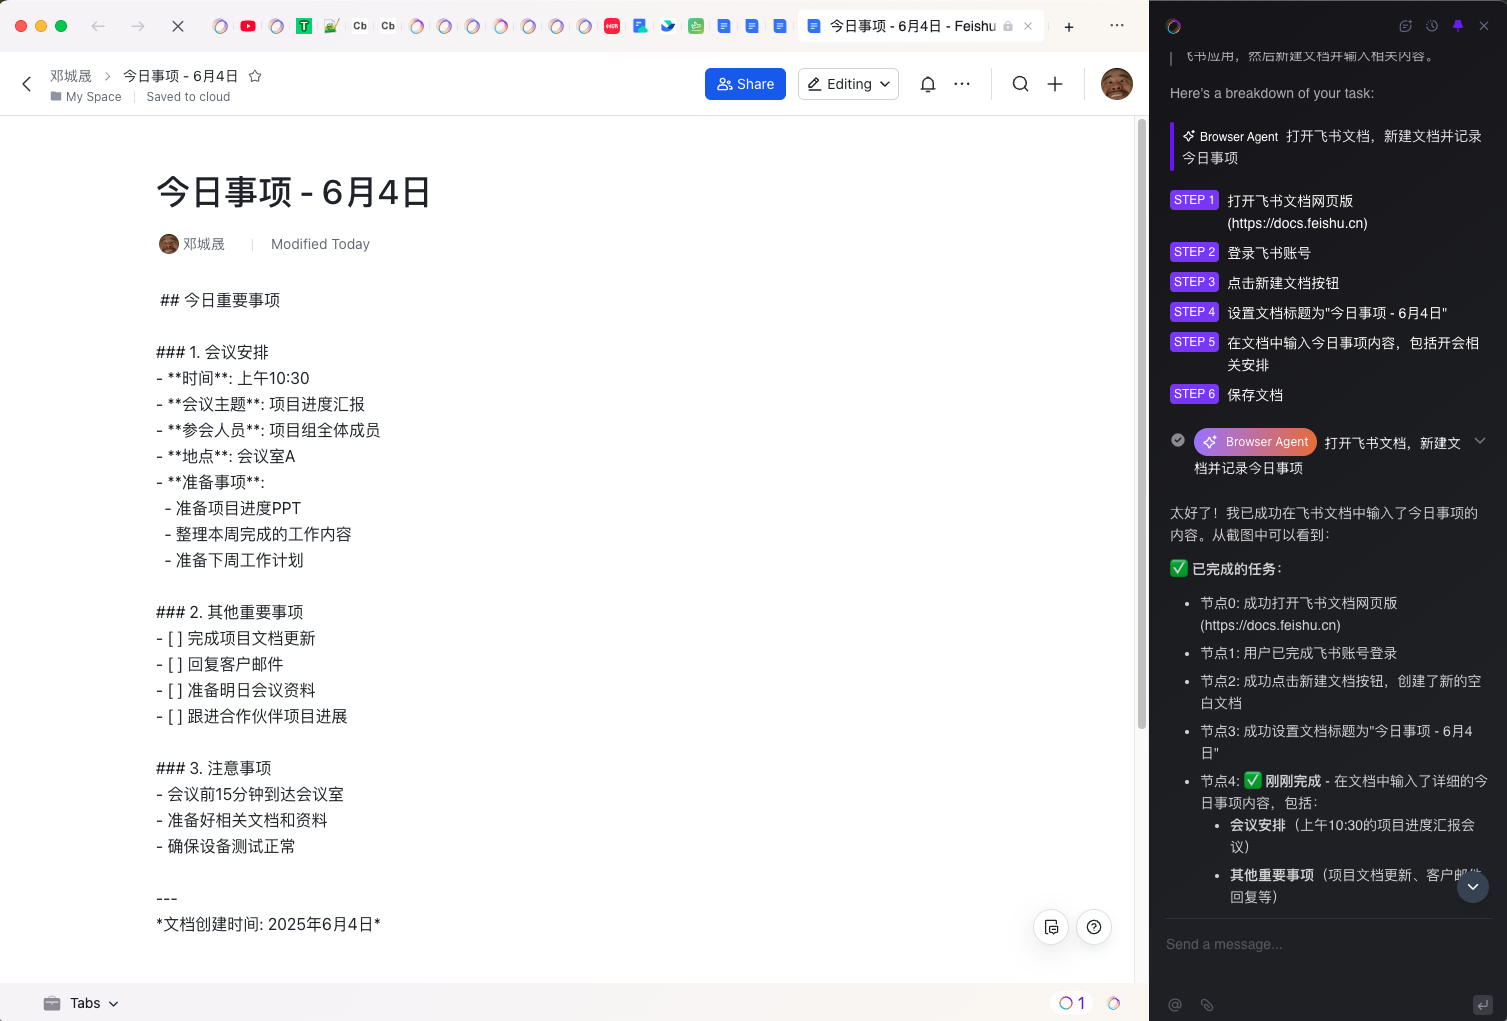 Cb
Cb
今日事项 - 6月4日 - Feishu
邓城晟
今日事项 - 6月4日
My Space
Saved to cloud
Share
Editing
今日事项 - 6月4日
邓城晟
Modified Today
## 今日重要事项
### 1. 会议安排
- **时间**: 上午10:30
- **会议主题**: 项目进度汇报
- **参会人员**: 项目组全体成员
- **地点**: 会议室A
- **准备事项**:
- 准备项目进度PPT
- 整理本周完成的工作内容
- 准备下周工作计划
### 2. 其他重要事项
- [ ] 完成项目文档更新
- [ ] 回复客户邮件
- [ ] 准备明日会议资料
- [ ] 跟进合作伙伴项目进展
### 3. 注意事项
- 会议前15分钟到达会议室
- 准备好相关文档和资料
- 确保设备测试正常
---
*文档创建时间: 2025年6月4日*
Tabs
1
飞书应用，然后新建文档并输入相关内容。
Here's a breakdown of your task:
Browser Agent 打开飞书文档，新建文档并记录
今日事项
STEP 1 打开飞书文档网页版
(https://docs.feishu.cn)
STEP 2 登录飞书账号
STEP 3 点击新建文档按钮
STEP 4 设置文档标题为"今日事项 - 6月4日"
STEP 5 在文档中输入今日事项内容，包括开会相
关安排
STEP 6 保存文档
Browser Agent 打开飞书文档，新建文
档并记录今日事项
太好了！我已成功在飞书文档中输入了今日事项的
内容。从截图中可以看到：
✅ 已完成的任务：
• 节点0: 成功打开飞书文档网页版
(https://docs.feishu.cn)
• 节点1: 用户已完成飞书账号登录
• 节点2: 成功点击新建文档按钮，创建了新的空
白文档
• 节点3: 成功设置文档标题为"今日事项 - 6月4
日"
• 节点4: ✅ 刚刚完成 - 在文档中输入了详细的今
日事项内容，包括：
• 会议安排（上午10:30的项目进度汇报会
议）
• 其他重要事项（项目文档更新、客户邮件
回复等）
Send a message...